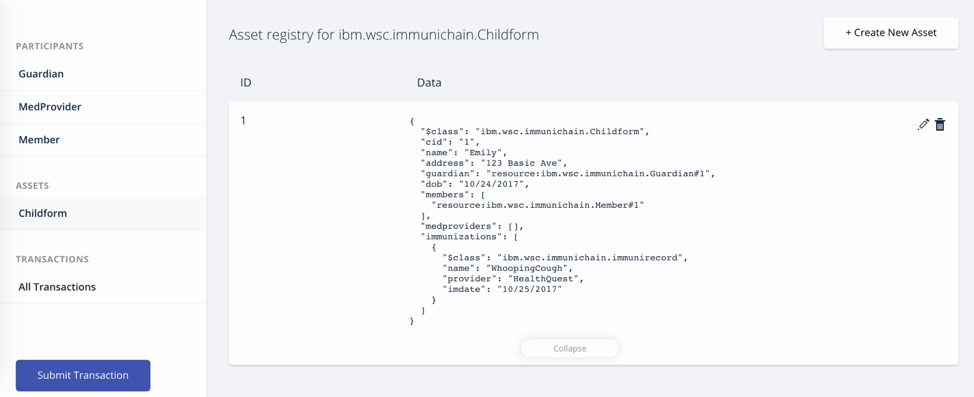 PARTICIPANTS
Guardian
MedProvider
Member
ASSETS
Childform
TRANSACTIONS
All Transactions
Submit Transaction
Asset registry for ibm.wsc.immunichain.Childform
+ Create New Asset
ID Data
1
{
"$class": "ibm.wsc.immunichain.Childform",
"cid": "1",
"name": "Emily",
"address": "123 Basic Ave",
"guardian": "resource:ibm.wsc.immunichain.Guardian#1",
"dob": "10/24/2017",
"members": [
"resource:ibm.wsc.immunichain.Member#1"
],
"medproviders": [],
"immunizations": [
{
"$class": "ibm.wsc.immunichain.immunirecord",
"name": "WhoopingCough",
"provider": "HealthQuest",
"imdate": "10/25/2017"
}
]
}
Collapse